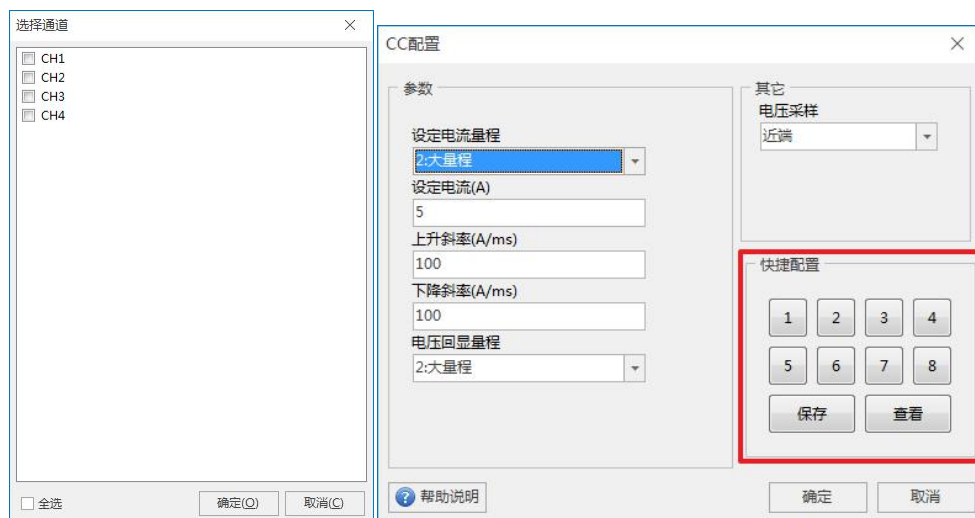 选择通道
CH1
CH2
CH3
CH4
全选
确定(O)
取消(C)
CC配置
参数
设定电流量程
2:大量程
设定电流(A)
5
上升斜率(A/ms)
100
下降斜率(A/ms)
100
电压回显量程
2:大量程
其它
电压采样
近端
快捷配置
1 2 3 4
5 6 7 8
保存 查看
帮助说明
确定 取消